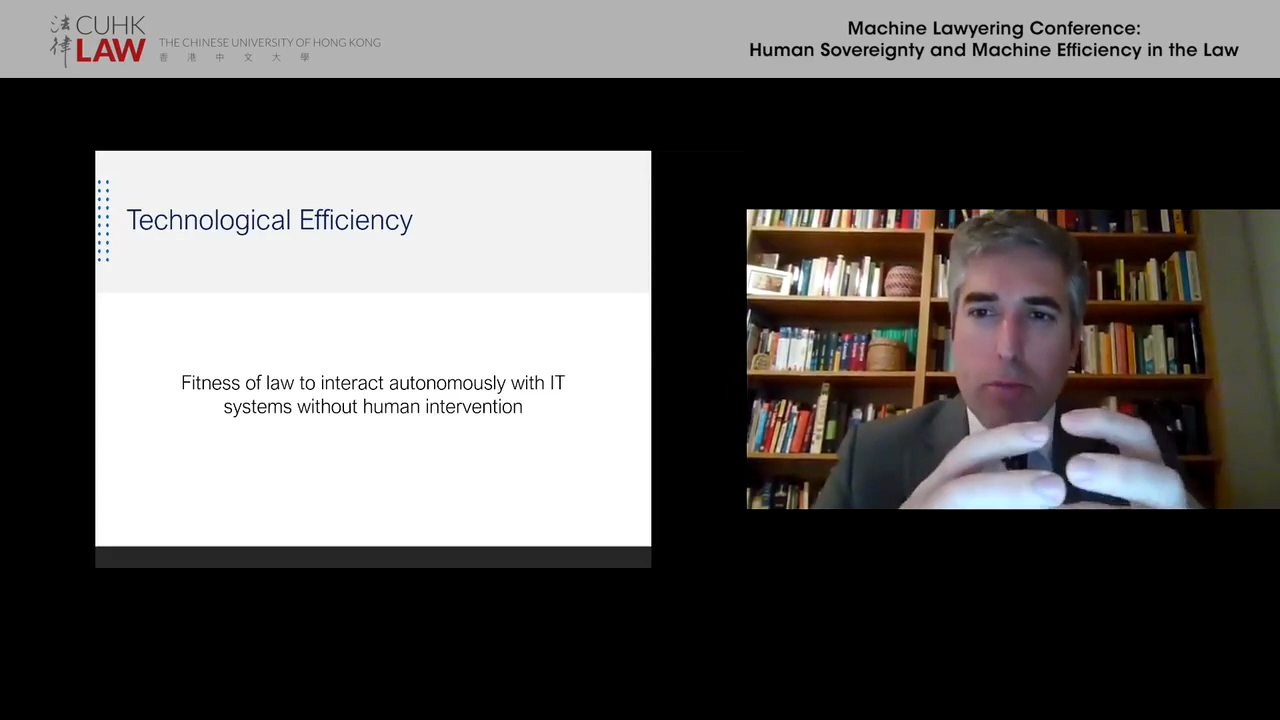 法律
CUHK
LAW
THE CHINESE UNIVERSITY OF HONG KONG
香港中文大學
Machine Lawyering Conference:
Human Sovereignty and Machine Efficiency in the Law
Technological Efficiency
Fitness of law to interact autonomously with IT
systems without human intervention